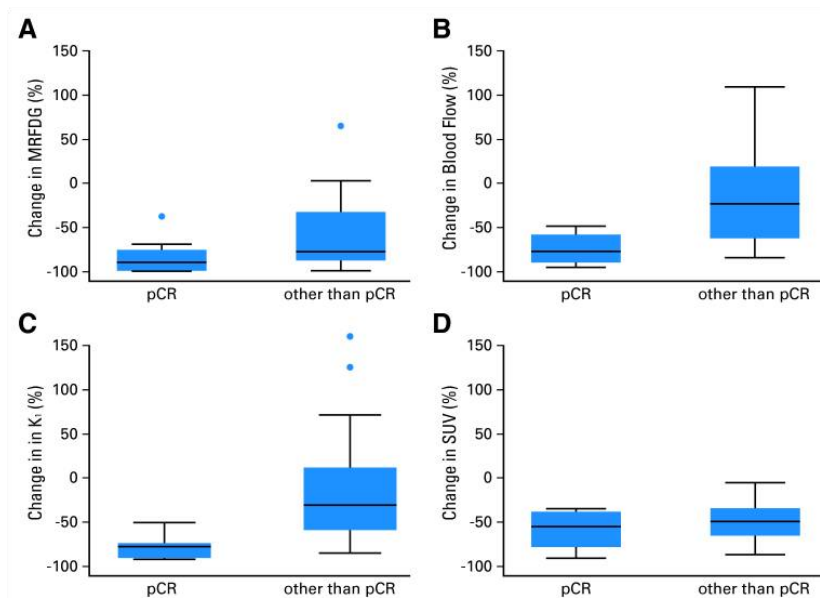 A
Change in MRFDG (%)
150
100
50
0
-50
-100
pCR
other than pCR
B
Change in Blood Flow (%)
150
100
50
0
-50
-100
pCR
other than pCR
C
Change in in K₁ (%)
150
100
50
0
-50
-100
pCR
other than pCR
D
Change in SUV (%)
150
100
50
0
-50
-100
pCR
other than pCR